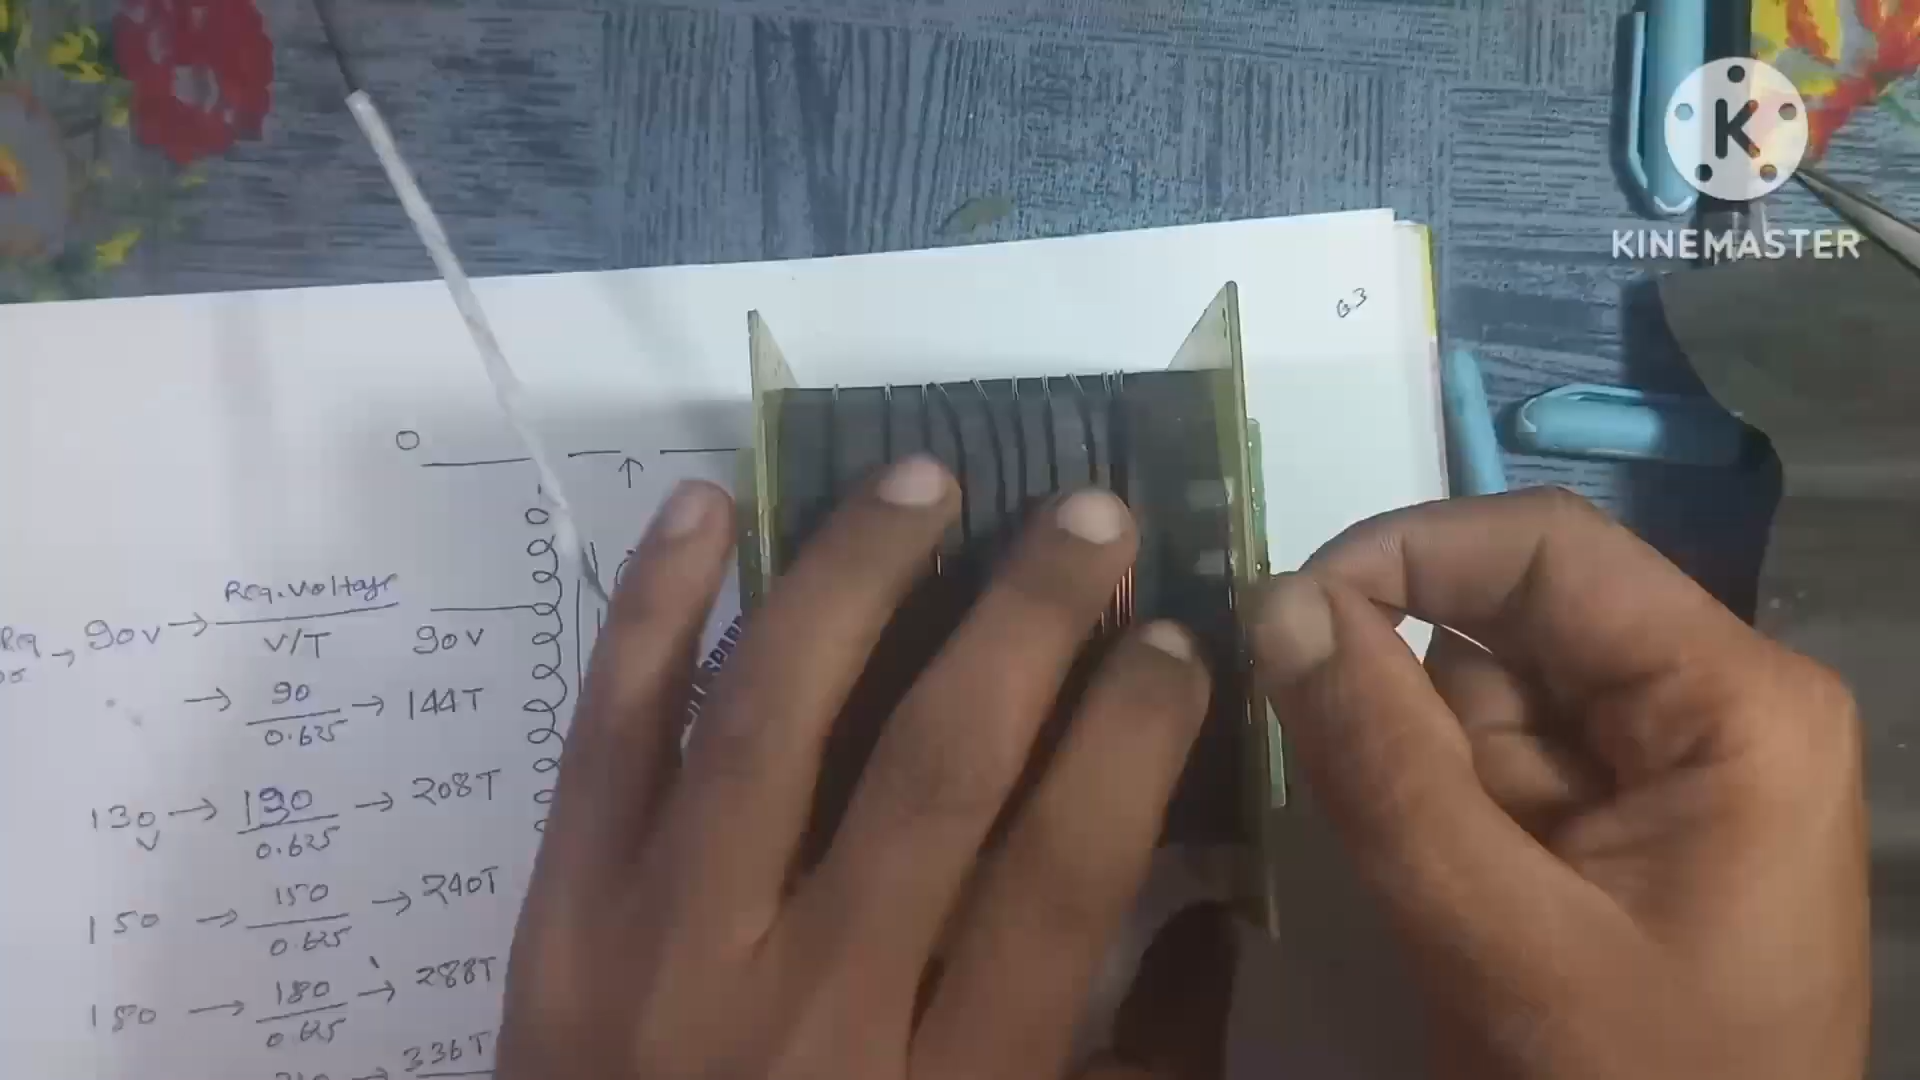 K
KINEMASTER
63
0
Req. Voltage
V/T
90V →
90V
→ 90 / 0.625 → 144T
130 V → 130 / 0.625 → 208T
150 → 150 / 0.625 → 240T
180 → 180 / 0.625 → 288T
→ 336T